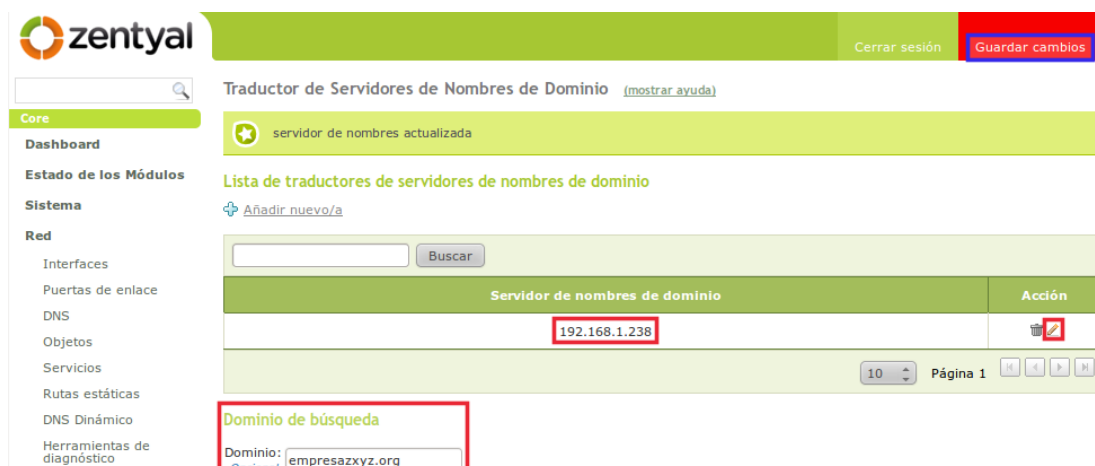 zentyal
Cerrar sesión
Guardar cambios
Traductor de Servidores de Nombres de Dominio (mostrar ayuda)
Core
servidor de nombres actualizada
Dashboard
Estado de los Módulos
Lista de traductores de servidores de nombres de dominio
Sistema
Añadir nuevo/a
Red
Buscar
Interfaces
Puertas de enlace
Servidor de nombres de dominio
Acción
DNS
192.168.1.238
Objetos
Servicios
10
Página 1
Rutas estáticas
DNS Dinámico
Dominio de búsqueda
Herramientas de
diagnóstico
Dominio:
empresazxyz.org